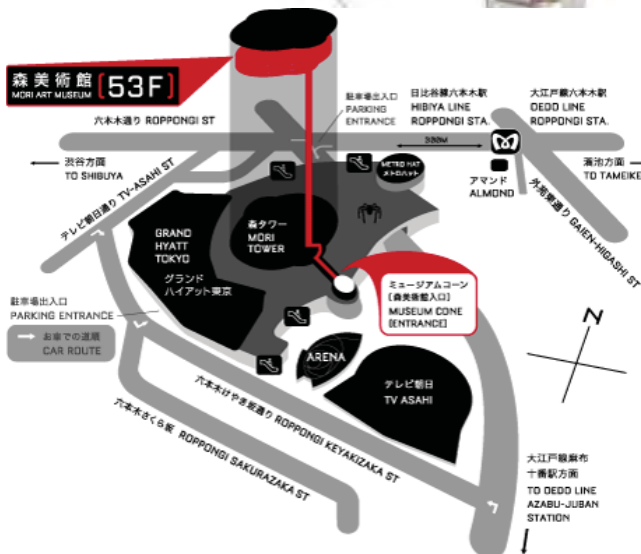 森美術館
MORI ART MUSEUM
[53F]
駐車場出入口
PARKING
ENTRANCE
日比谷線六本木駅
HIBIYA LINE
ROPPONGI STA.
大江戸線六本木駅
OEDO LINE
ROPPONGI STA.
六本木通り ROPPONGI ST
300M
渋谷方面
TO SHIBUYA
METRO HAT
メトロハット
アマンド
ALMOND
溜池方面
TO TAMEIKE
テレビ朝日通り TV-ASAHI ST
外苑東通り GAIEN-HIGASHI ST
GRAND
HYATT
TOKYO
グランド
ハイアット東京
森タワー
MORI
TOWER
ミュージアムコーン
[森美術館入口]
MUSEUM CONE
[ENTRANCE]
駐車場出入口
PARKING ENTRANCE
お車での道順
CAR ROUTE
N
ARENA
テレビ朝日
TV ASAHI
六本木けやき坂通り ROPPONGI KEYAKIZAKA ST
六本木さくら坂 ROPPONGI SAKURAZAKA ST
大江戸線麻布
十番駅方面
TO OEDO LINE
AZABU-JUBAN
STATION